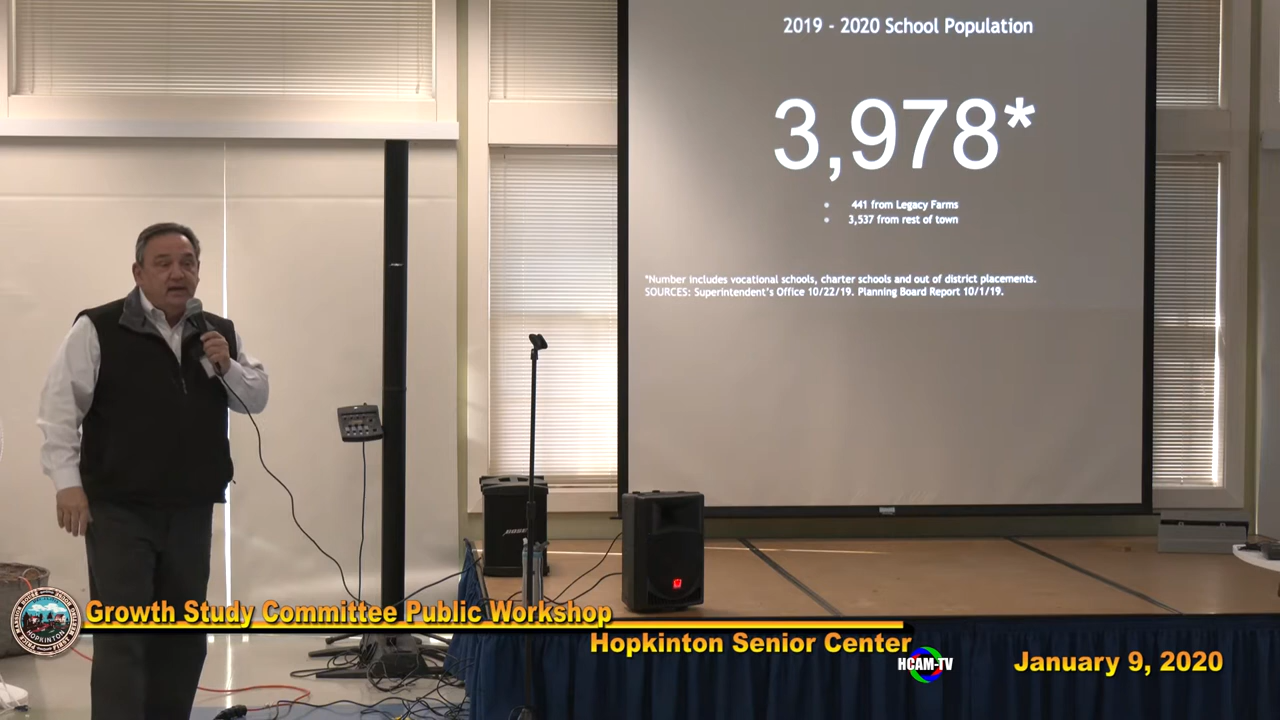 2019 - 2020 School Population
3,978*
• 441 from Legacy Farms
• 3,537 from rest of town
*Number includes vocational schools, charter schools and out of district placements.
SOURCES: Superintendent's Office 10/22/19. Planning Board Report 10/1/19.
BOSE
HOPKINTON
Growth Study Committee Public Workshop
Hopkinton Senior Center
HCAM-TV
January 9, 2020